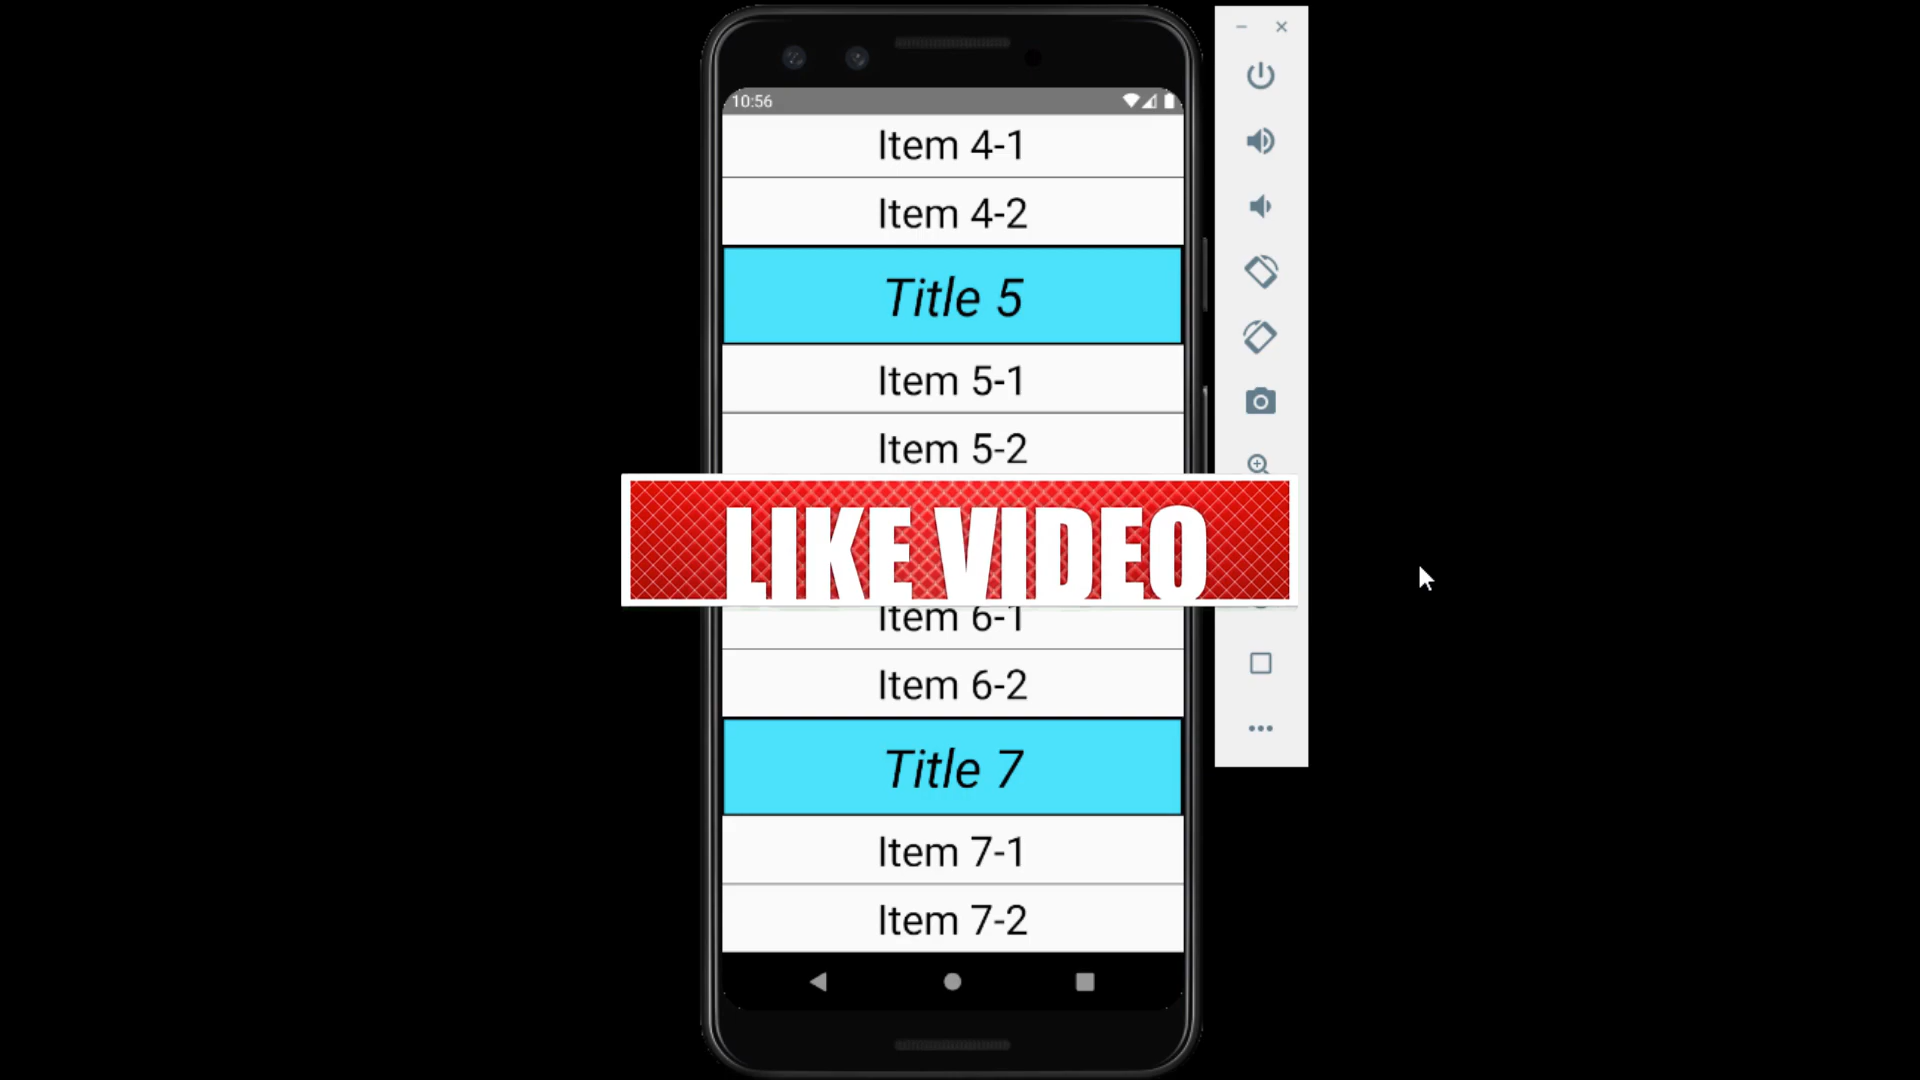 10:56
Item 4-1
Item 4-2
Title 5
Item 5-1
Item 5-2
LIKE VIDEO
Item 6-1
Item 6-2
Title 7
Item 7-1
Item 7-2